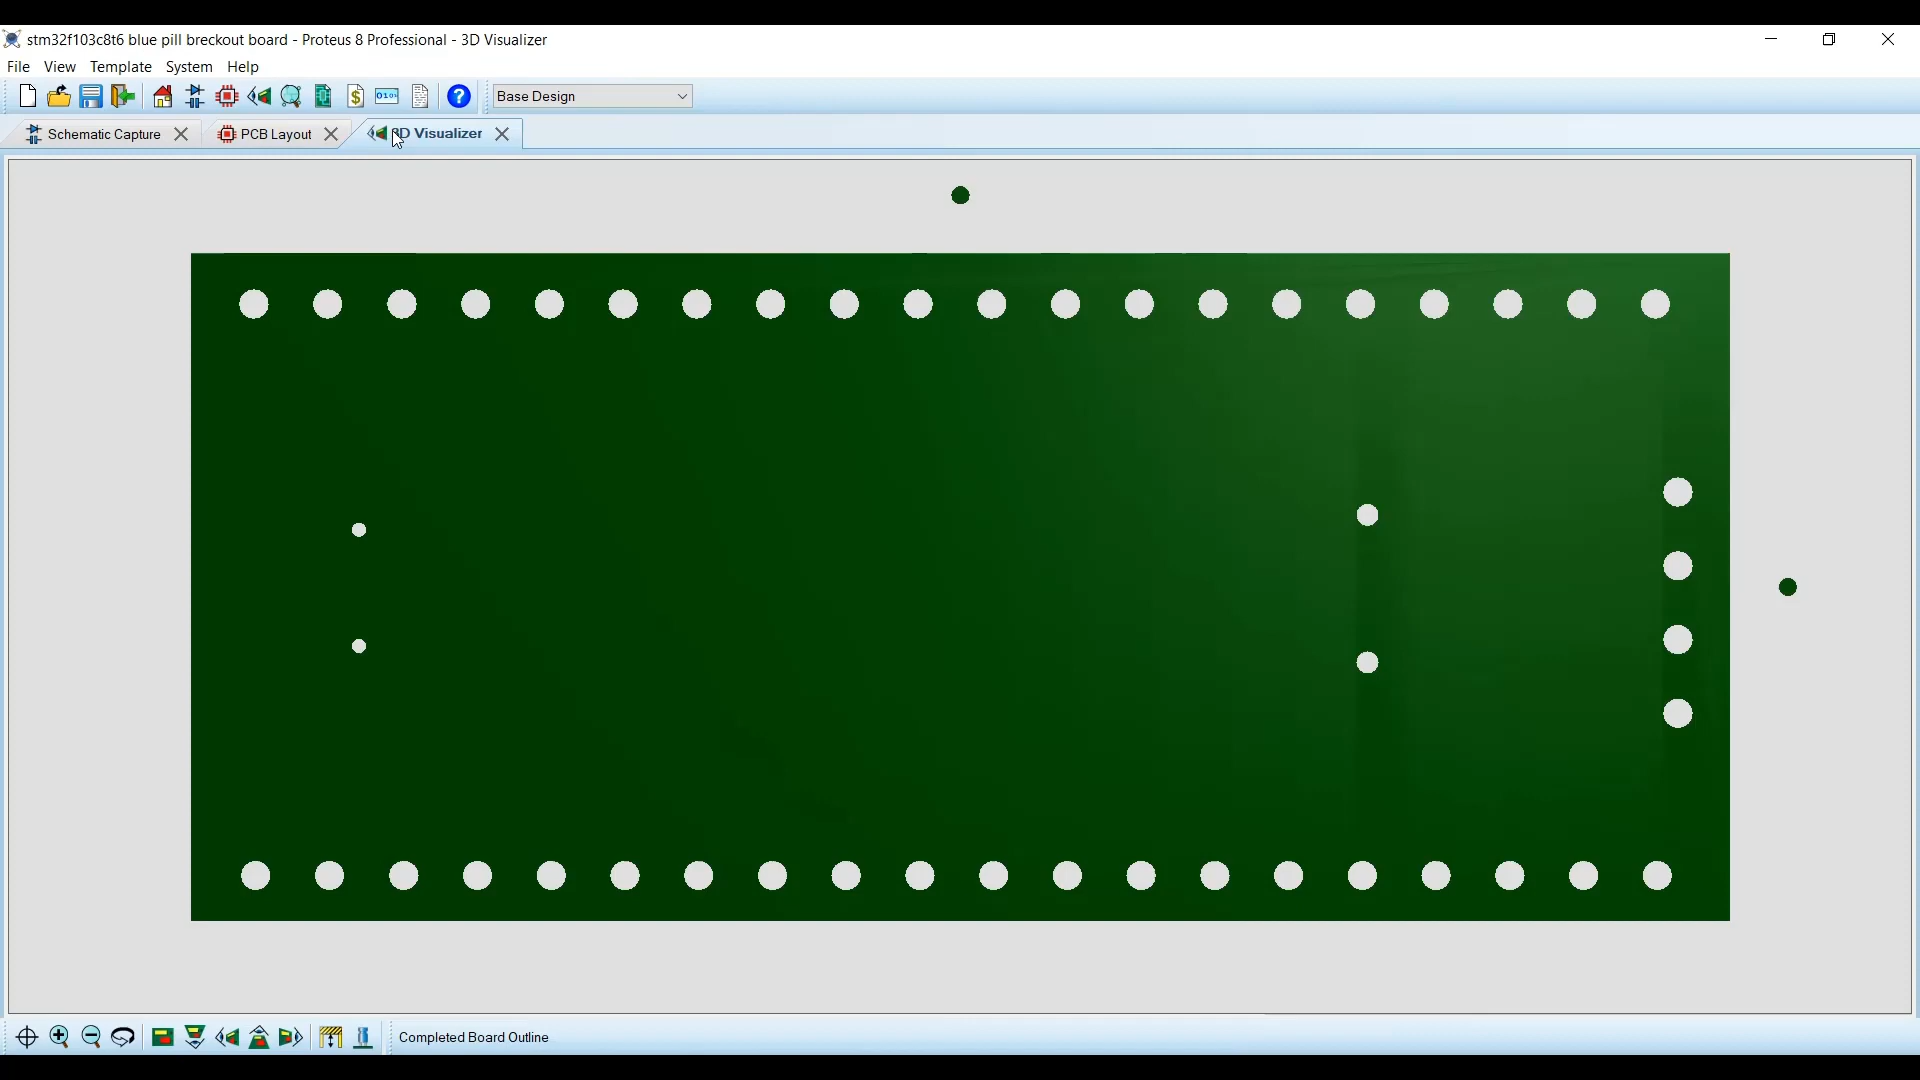 stm32f103c8t6 blue pill breckout board - Proteus 8 Professional - 3D Visualizer
File View Template System Help
Base Design
Schematic Capture PCB Layout 3D Visualizer
Completed Board Outline